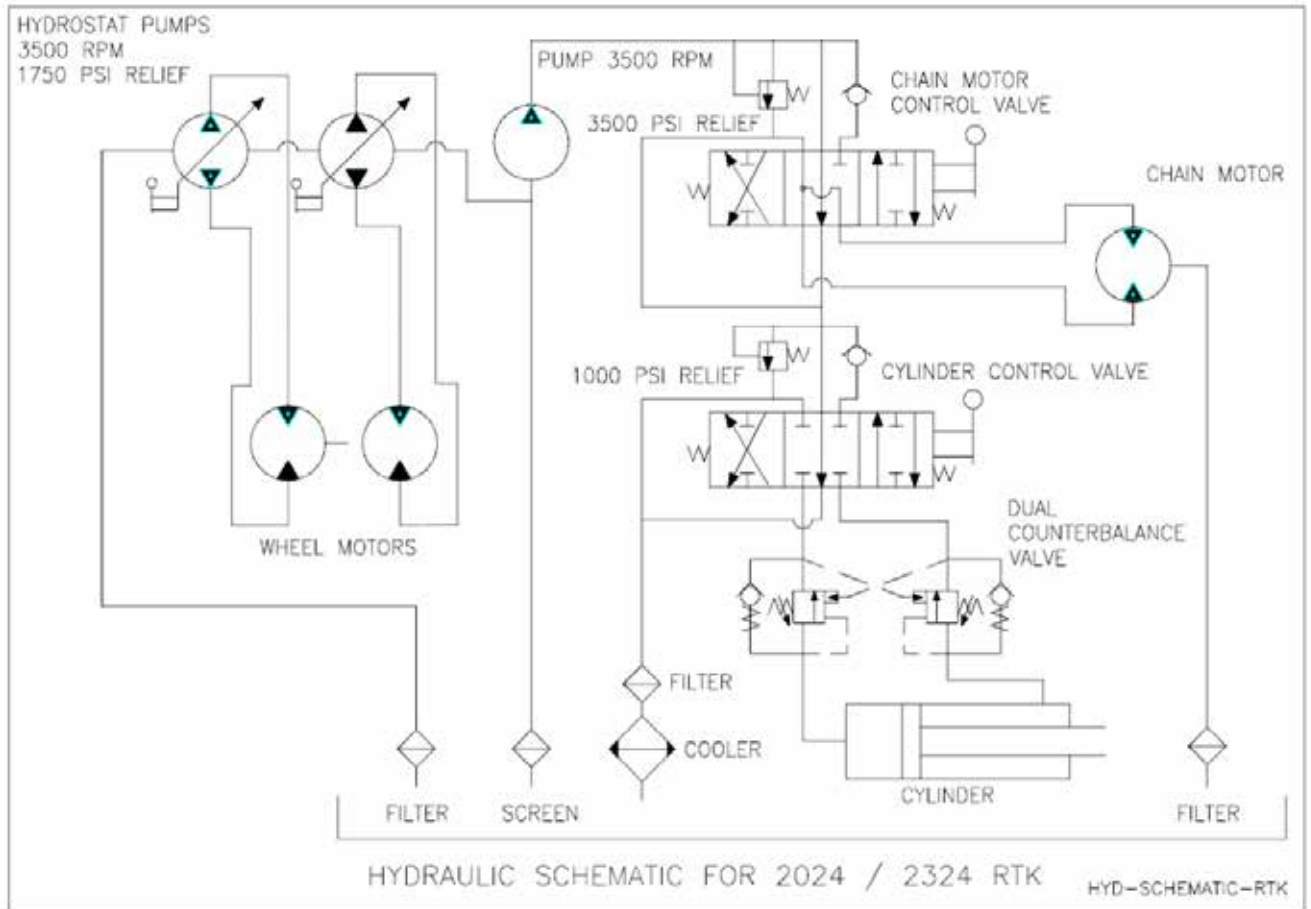 HYDROSTAT PUMPS
3500 RPM
1750 PSI RELIEF
PUMP 3500 RPM
3500 PSI RELIEF
CHAIN MOTOR
CONTROL VALVE
CHAIN MOTOR
1000 PSI RELIEF
CYLINDER CONTROL VALVE
WHEEL MOTORS
DUAL
COUNTERBALANCE
VALVE
FILTER
COOLER
CYLINDER
FILTER
SCREEN
FILTER
HYDRAULIC SCHEMATIC FOR 2024 / 2324 RTK
HYD-SCHEMATIC-RTK